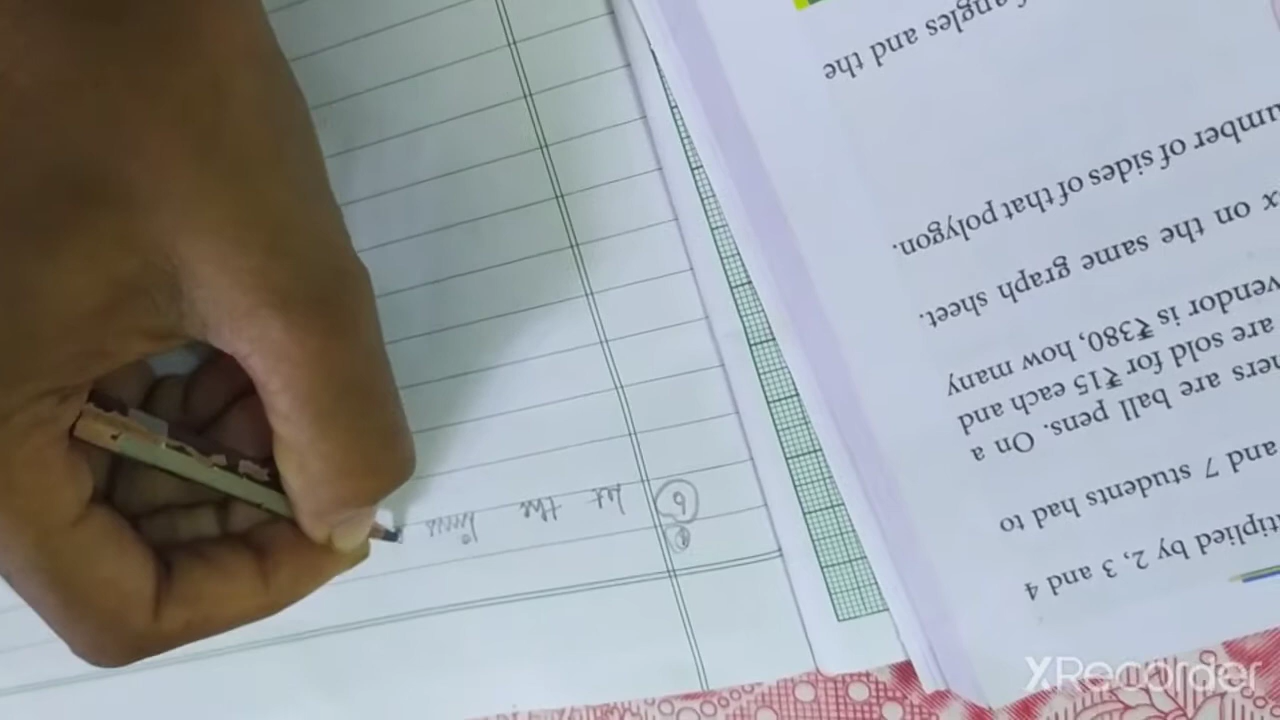 tiplied by 2, 3 and 4
and 7 students had to
hers are ball pens. On a
are sold for ₹15 each and
vendor is ₹380, how many
x on the same graph sheet.
umber of sides of that polygon.
f angles and the
6
let the
XRecorder